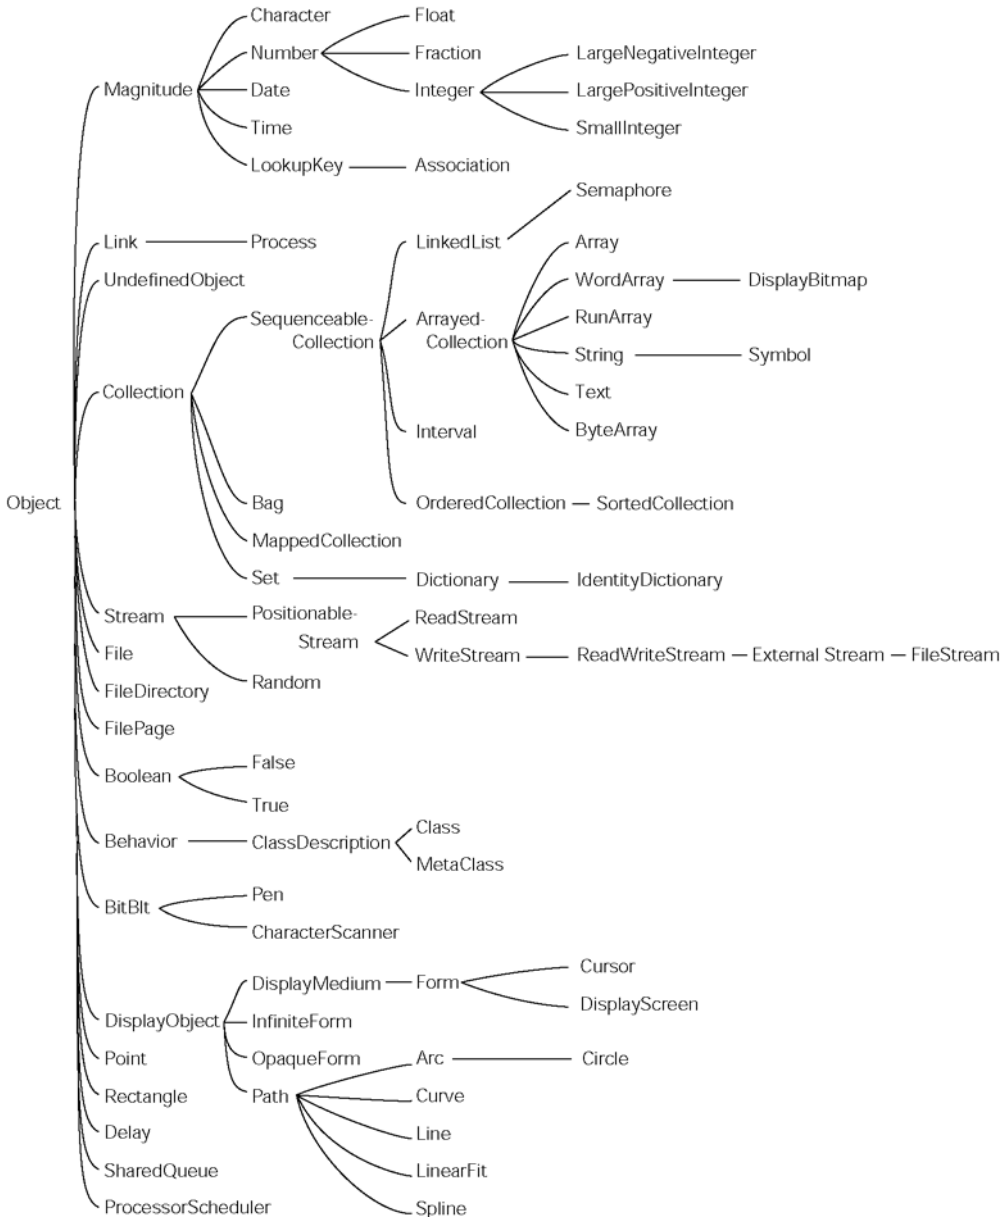 Character
Float
Number
Fraction
LargeNegativeInteger
Magnitude
Date
Integer
LargePositiveInteger
Time
SmallInteger
LookupKey
Association
Semaphore
Link
Process
LinkedList
Array
UndefinedObject
WordArray
DisplayBitmap
Sequenceable-
Collection
Arrayed-
Collection
RunArray
String
Symbol
Collection
Text
Interval
ByteArray
Object
Bag
OrderedCollection
SortedCollection
MappedCollection
Set
Dictionary
IdentityDictionary
Stream
Positionable-
Stream
ReadStream
File
WriteStream
ReadWriteStream
External Stream
FileStream
FileDirectory
Random
FilePage
Boolean
False
True
Behavior
ClassDescription
Class
MetaClass
BitBlt
Pen
CharacterScanner
DisplayMedium
Form
Cursor
DisplayScreen
DisplayObject
InfiniteForm
Point
OpaqueForm
Arc
Circle
Rectangle
Path
Curve
Delay
Line
SharedQueue
LinearFit
ProcessorScheduler
Spline